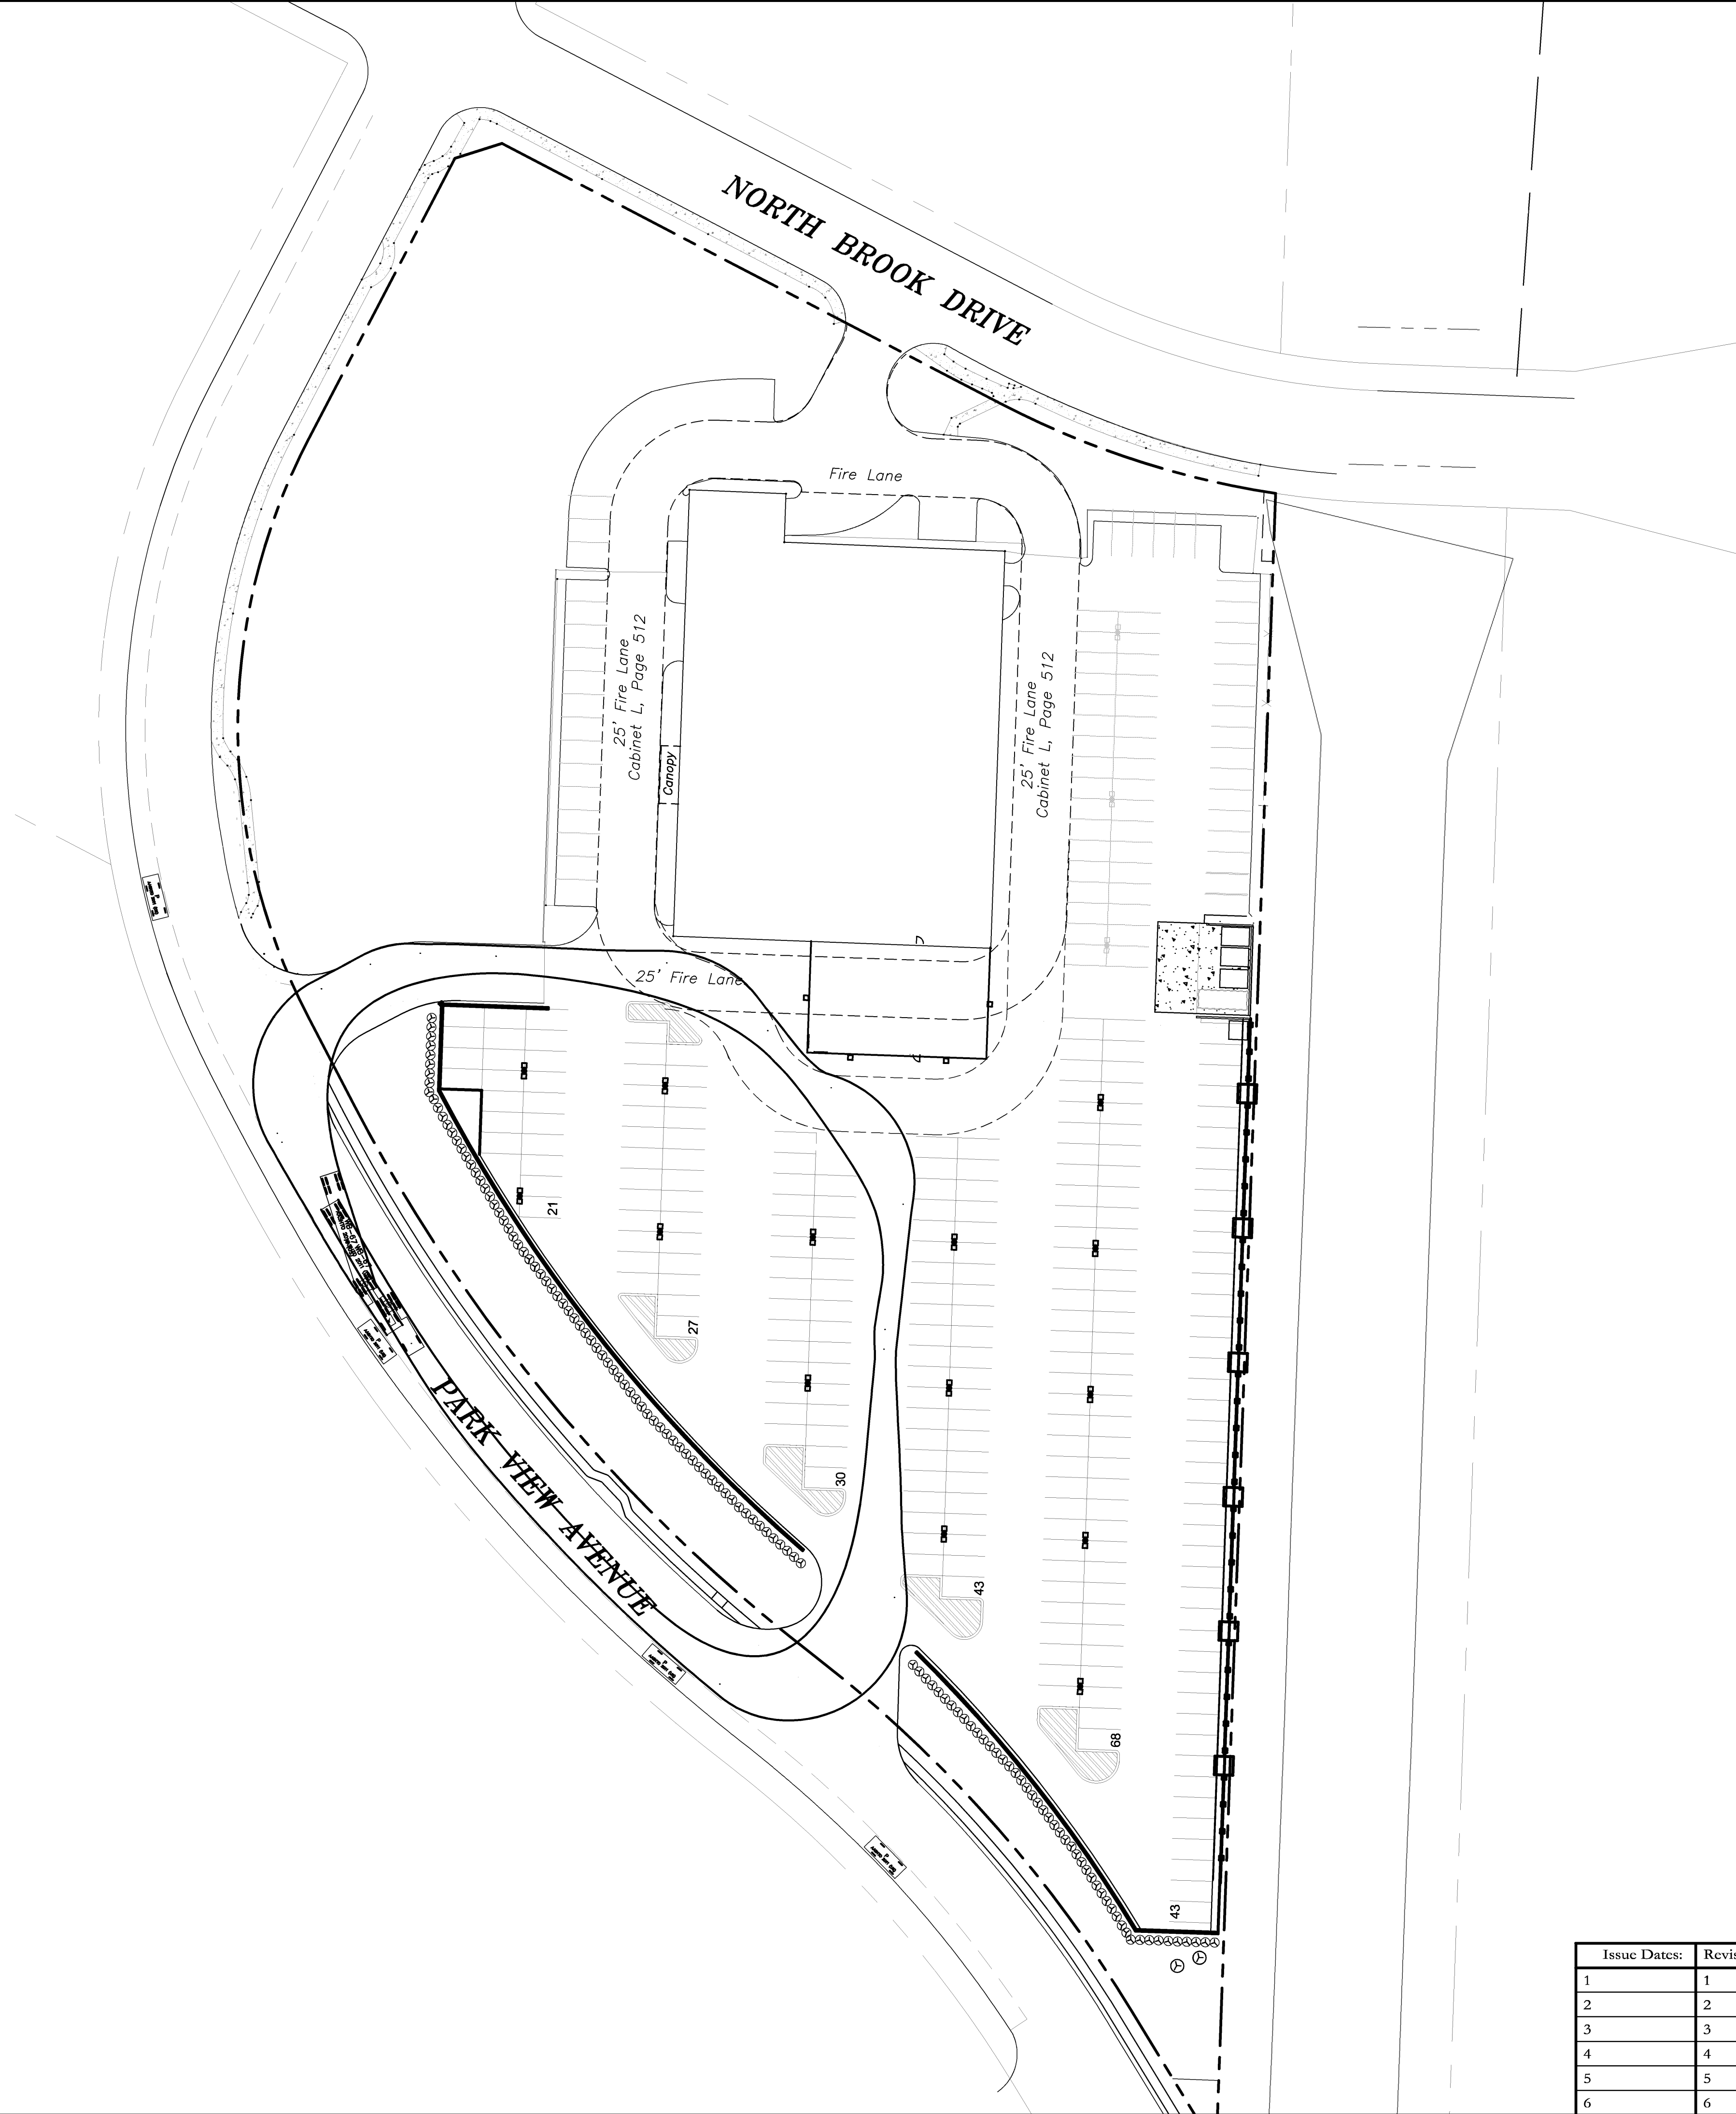 NORTH BROOK DRIVE
Fire Lane
25' Fire Lane
Cabinet L, Page 512
25' Fire Lane
Cabinet L, Page 512
Canopy
25' Fire Lane
21
27
30
43
68
43
PARK VIEW AVENUE
Issue Dates:
1
1
2
2
3
3
4
4
5
5
6
6